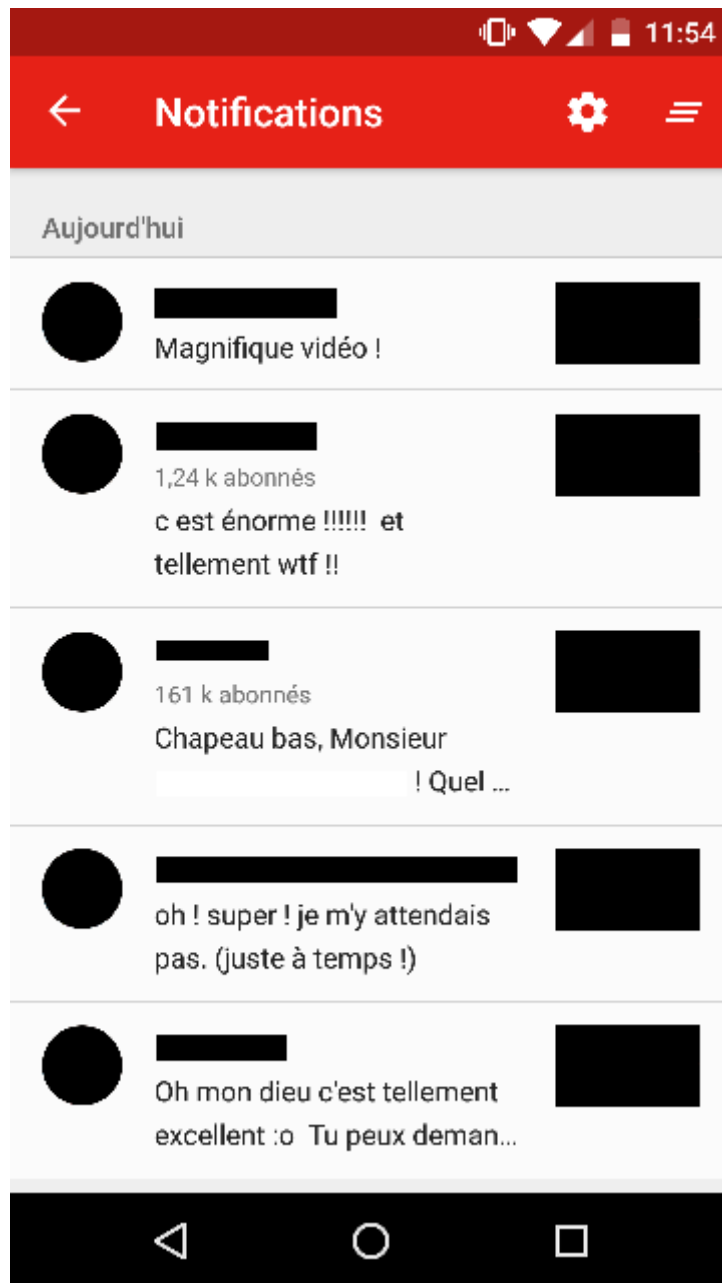 11:54
Notifications
Aujourd'hui
Magnifique vidéo !
1,24 k abonnés
c est énorme !!!!!!  et
tellement wtf !!
161 k abonnés
Chapeau bas, Monsieur
! Quel ...
oh ! super ! je m'y attendais
pas. (juste à temps !)
Oh mon dieu c'est tellement
excellent :o  Tu peux deman...